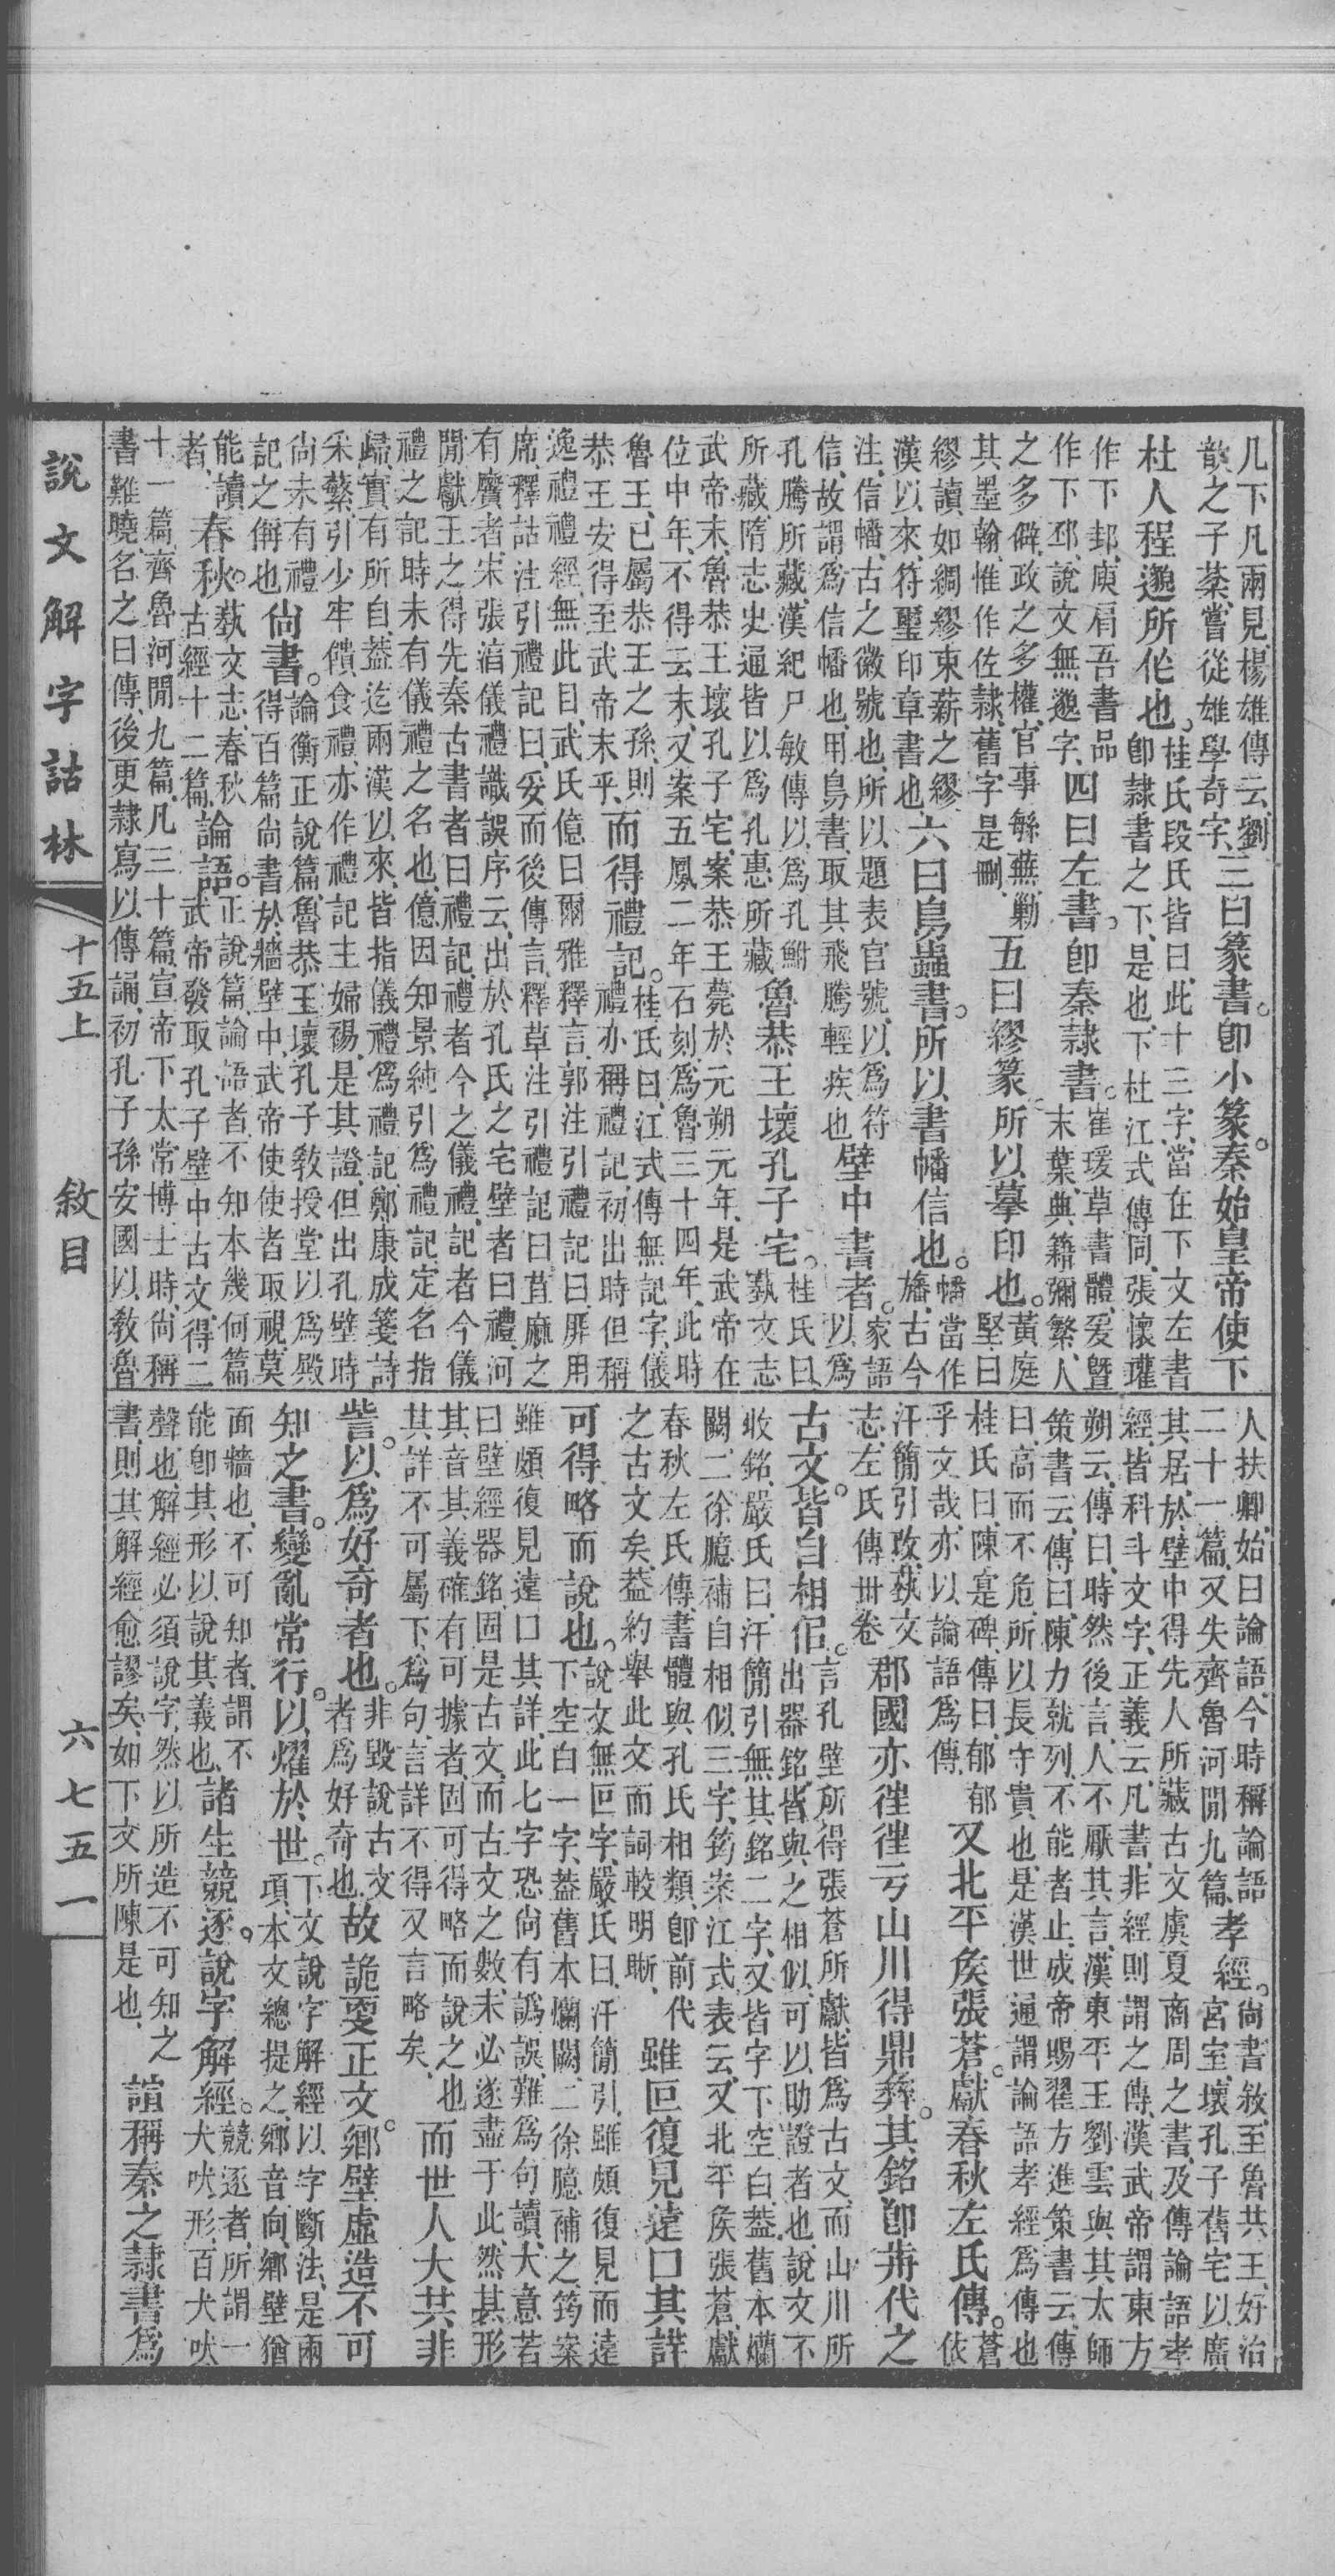 几下凡兩見楊雄傳云劉
歆之子棻嘗從雄學奇字三曰篆書。卽小篆。秦始皇帝使下
杜人程邈所作也。桂氏段氏皆曰此十三字當在下文左書
卽隸書之下是也下杜江式傳同張懷瓘
作下邽庾肩吾書品
作下邳說文無邈字四曰左書。卽秦隸書。崔瑗草書體爰曁
末葉典籍彌繁人
之多僻政之多權官事緐蕪勦
其墨翰惟作佐隸舊字是刪五曰繆篆。所以摹印也。黃庭堅曰
繆讀如綢繆束薪之繆
漢以來符璽印章書也六曰鳥蟲書。所以書幡信也。幡當作
旛古今
注信幡古之徽號也所以題表官號以爲符
信故謂爲信幡也用鳥書取其飛騰輕疾也壁中書者。家語以爲
孔騰所藏漢紀尹敏傳以爲孔鮒
所藏隋志史通皆以爲孔惠所藏魯恭王壞孔子宅。桂氏曰
藝文志
武帝末魯恭王壞孔子宅案恭王薨於元朔元年是武帝在
位中年不得云末又案五鳳二年石刻爲魯三十四年此時
魯王已屬恭王之孫則
恭王安得至武帝末乎而得禮記。桂氏曰江式傳無記字儀
禮亦稱禮記初出時但稱
逸禮禮經無此目武氏億曰爾雅釋言郭注引禮記曰屝用
席釋詁注引禮記曰妥而後傳言釋草注引禮記曰苴麻之
有黂者宋張淯儀禮識誤序云出於孔氏之宅壁者曰禮河
閒獻王之得先秦古書者曰禮記禮者今之儀禮記者今儀
禮之記時未有儀禮之名也億因知景純引爲禮記定名指
歸實有所自蓋迄兩漢以來皆指儀禮爲禮記鄭康成箋詩
采蘩引少牢饋食禮亦作禮記主婦裼是其證但出孔壁時
尚未有禮
記之偁也尚書。論衡正說篇魯恭王壞孔子敎授堂以爲殿
得百篇尚書於牆壁中武帝使使者取視莫
能讀春秋。藝文志春秋
者古經十二篇論語。正說篇論語者不知本幾何篇
武帝發取孔子壁中古文得二
十一篇齊魯河閒九篇凡三十篇宣帝下太常博士時尚稱
書難曉名之曰傳後更隸寫以傳誦初孔子孫安國以敎魯
人扶卿始曰論語今時稱論語
二十一篇又失齊魯河閒九篇孝經。尚書敘至魯共王好治
宮室壞孔子舊宅以廣
其居於壁中得先人所藏古文虞夏商周之書及傳論語孝
經皆科斗文字正義云凡書非經則謂之傳漢武帝謂東方
朔云傳曰時然後言人不厭其言漢東平王劉雲與其太師
策書云傳曰陳力就列不能者止成帝賜翟方進策書云傳
曰高而不危所以長守貴也是漢世通謂論語孝經爲傳也
桂氏曰陳寔碑傳曰郁郁
乎文哉亦以論語爲傳又北平矦張蒼。獻春秋左氏傳。蒼依
汗簡引改藝文
志左氏傳卅卷郡國亦往往亏山川得鼎彝。其銘卽歬代之
古文。皆自相佀。言孔壁所得張蒼所獻皆爲古文而山川所
出器銘皆與之相似可以助證者也說文不
收銘嚴氏曰汗簡引無其銘二字又皆字下空白蓋舊本爛
闕二徐臆補自相似三字筠案江式表云又北平矦張蒼獻
春秋左氏傳書體與孔氏相類卽前代
之古文矣蓋約舉此文而詞較明晰雖叵復見遠㳅其詳
可得略而說也。說文無叵字嚴氏曰汗簡引雖頗復見而遠
下空白一字蓋舊本爛闕二徐臆補之筠案
雖頗復見遠口其詳此七字恐尚有譌誤難爲句讀大意若
曰壁經器銘固是古文而古文之數未必遂盡于此然其形
其音其義確有可據者固可得略而說之也
其詳不可屬下爲句言詳不得又言略矣而世人大共非
訾。以爲好奇者也。非毀說古文
者爲好奇也故詭更正文。鄉壁虛造不可
知之書。變亂常行。以燿於世。下文說字解經以字斷法是兩
項本文總提之鄉音向鄉壁猶
面牆也不可知者謂不
能卽其形以說其義也諸生競逐。說字解經。競逐者所謂一
犬吠形百犬吠
聲也解經必須說字然以所造不可知之
書則其解經愈謬矣如下文所陳是也諠稱秦之隸書爲
說文解字詁林
十五上
敘目
六七五一